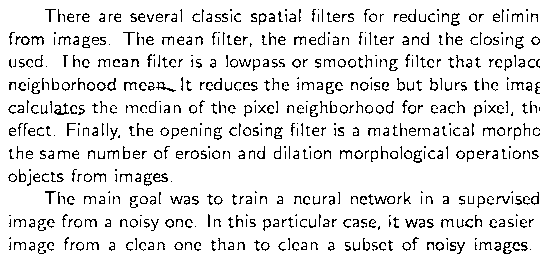 There are several classic spatial filters for reducing or elimin
from images. The mean filter, the median filter and the closing o
used. The mean filter is a lowpass or smoothing filter that replace
neighborhood mean. It reduces the image noise but blurs the imag
calculates the median of the pixel neighborhood for each pixel, the
effect. Finally, the opening closing filter is a mathematical morpho
the same number of erosion and dilation morphological operations
objects from images.
The main goal was to train a neural network in a supervised
image from a noisy one. In this particular case, it was much easier
image from a clean one than to clean a subset of noisy images.